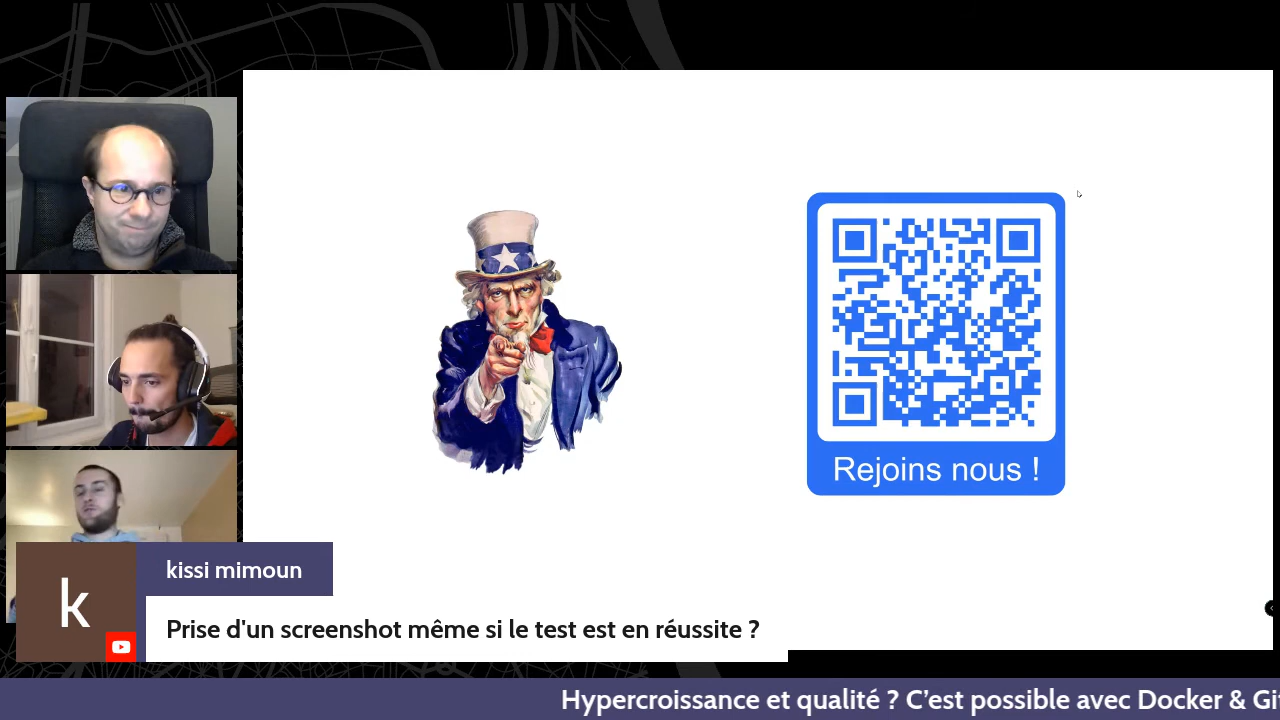 Rejoins nous !
k
kissi mimoun
Prise d'un screenshot même si le test est en réussite ?
Hypercroissance et qualité ? C'est possible avec Docker &